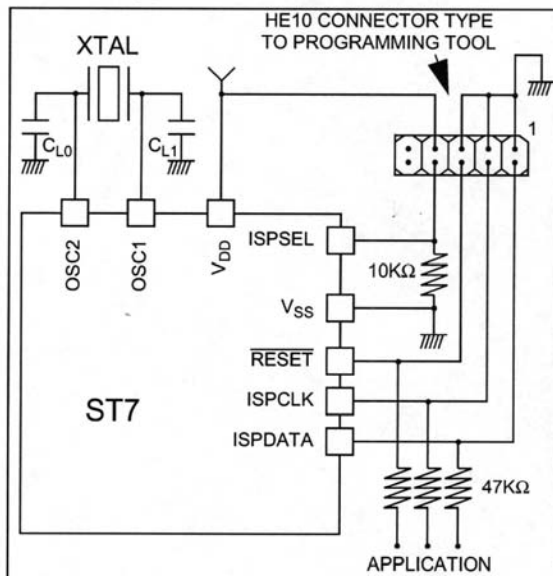 HE10 CONNECTOR TYPE
TO PROGRAMMING TOOL
XTAL
1
CL0
CL1
OSC2
OSC1
VDD
ISPSEL
10KΩ
VSS
RESET
ST7
ISPCLK
ISPDATA
47KΩ
APPLICATION